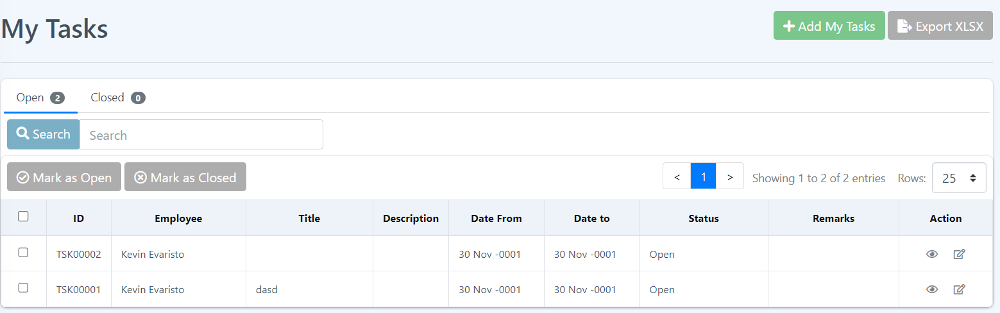 My Tasks
Add My Tasks Export XLSX
Open 2 Closed 0
Search Search
Mark as Open Mark as Closed < 1 > Showing 1 to 2 of 2 entries Rows: 25
ID Employee Title Description Date From Date to Status Remarks Action
TSK00002 Kevin Evaristo 30 Nov -0001 30 Nov -0001 Open
TSK00001 Kevin Evaristo dasd 30 Nov -0001 30 Nov -0001 Open